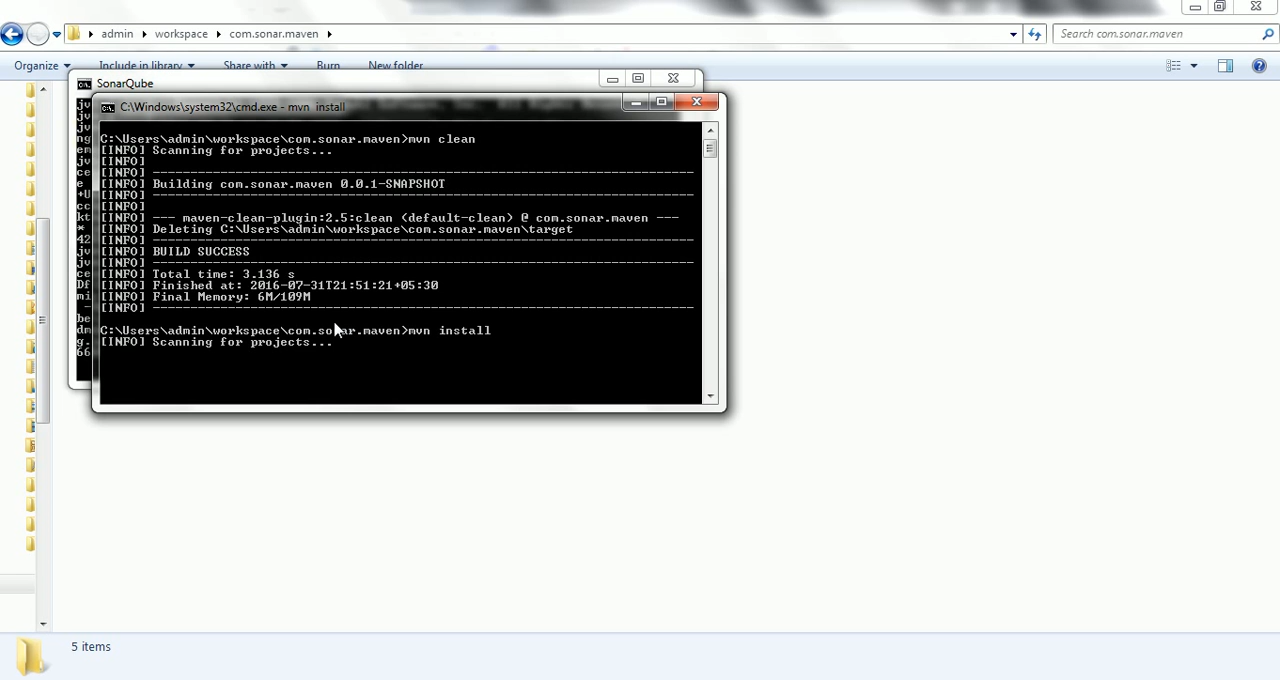 admin workspace com.sonar.maven
Search com.sonar.maven
Organize Include in library Share with Burn New folder
SonarQube
C:\Windows\system32\cmd.exe - mvn install
C:\Users\admin\workspace\com.sonar.maven>mvn clean
[INFO] Scanning for projects...
[INFO]
[INFO] ------------------------------------------------------------------------
[INFO] Building com.sonar.maven 0.0.1-SNAPSHOT
[INFO] ------------------------------------------------------------------------
[INFO]
[INFO] --- maven-clean-plugin:2.5:clean (default-clean) @ com.sonar.maven ---
[INFO] Deleting C:\Users\admin\workspace\com.sonar.maven\target
[INFO] ------------------------------------------------------------------------
[INFO] BUILD SUCCESS
[INFO] ------------------------------------------------------------------------
[INFO] Total time: 3.136 s
[INFO] Finished at: 2016-07-31T21:51:21+05:30
[INFO] Final Memory: 6M/109M
[INFO] ------------------------------------------------------------------------
C:\Users\admin\workspace\com.sonar.maven>mvn install
[INFO] Scanning for projects...
5 items